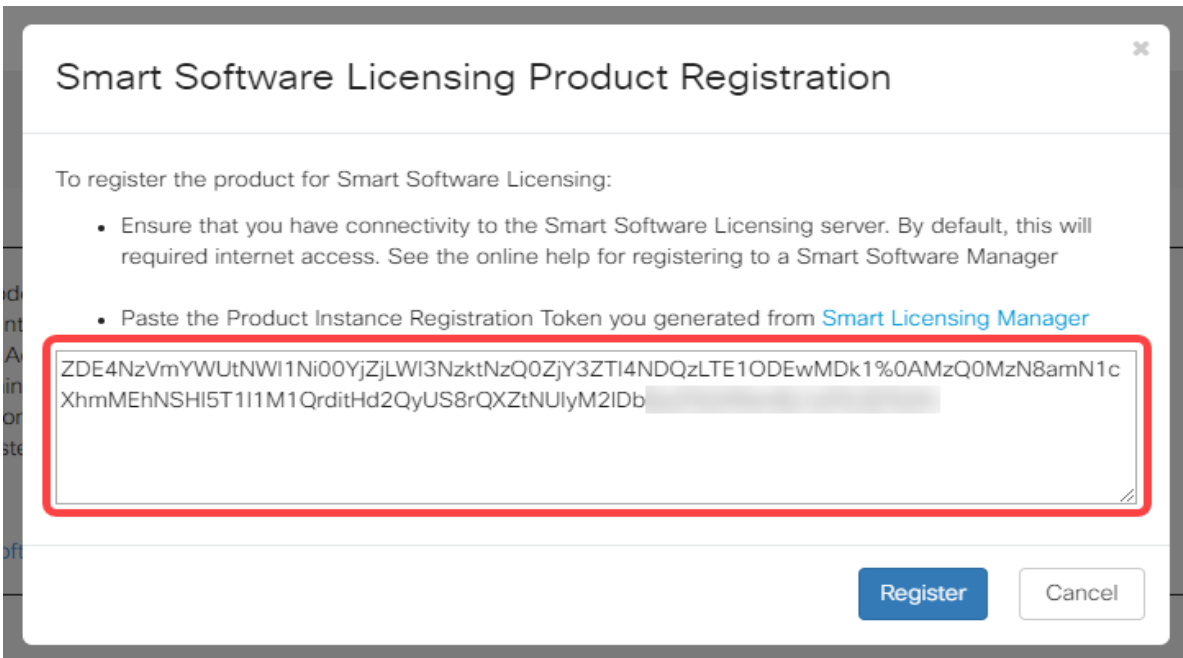 Smart Software Licensing Product Registration
To register the product for Smart Software Licensing:
• Ensure that you have connectivity to the Smart Software Licensing server. By default, this will
required internet access. See the online help for registering to a Smart Software Manager
• Paste the Product Instance Registration Token you generated from Smart Licensing Manager
ZDE4NzVmYWUtNWI1Ni00YjZjLWI3NzktNzQ0ZjY3ZTI4NDQzLTE1ODEwMDk1%0AMzQ0MzN8amN1c
XhmMEhNSHI5T1I1M1QrditHd2QyUS8rQXZtNUIyM2lDb
Register
Cancel